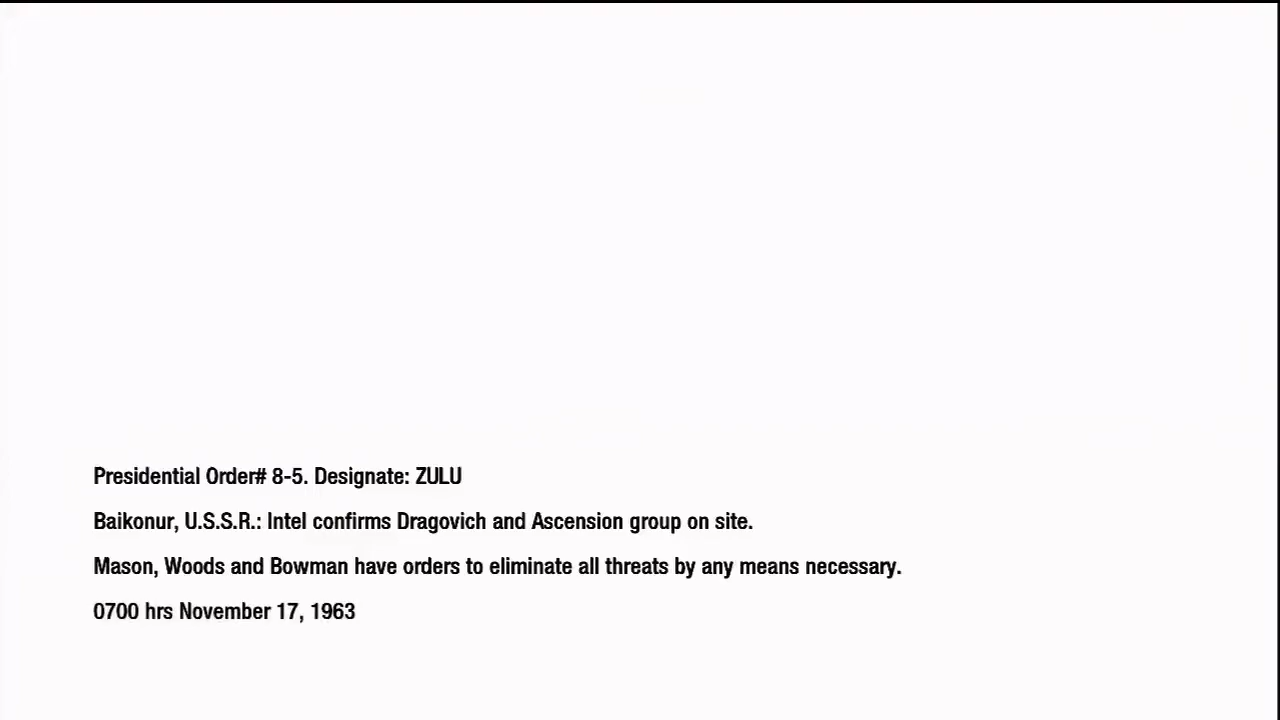 Presidential Order# 8-5. Designate: ZULU
Baikonur, U.S.S.R.: Intel confirms Dragovich and Ascension group on site.
Mason, Woods and Bowman have orders to eliminate all threats by any means necessary.
0700 hrs November 17, 1963